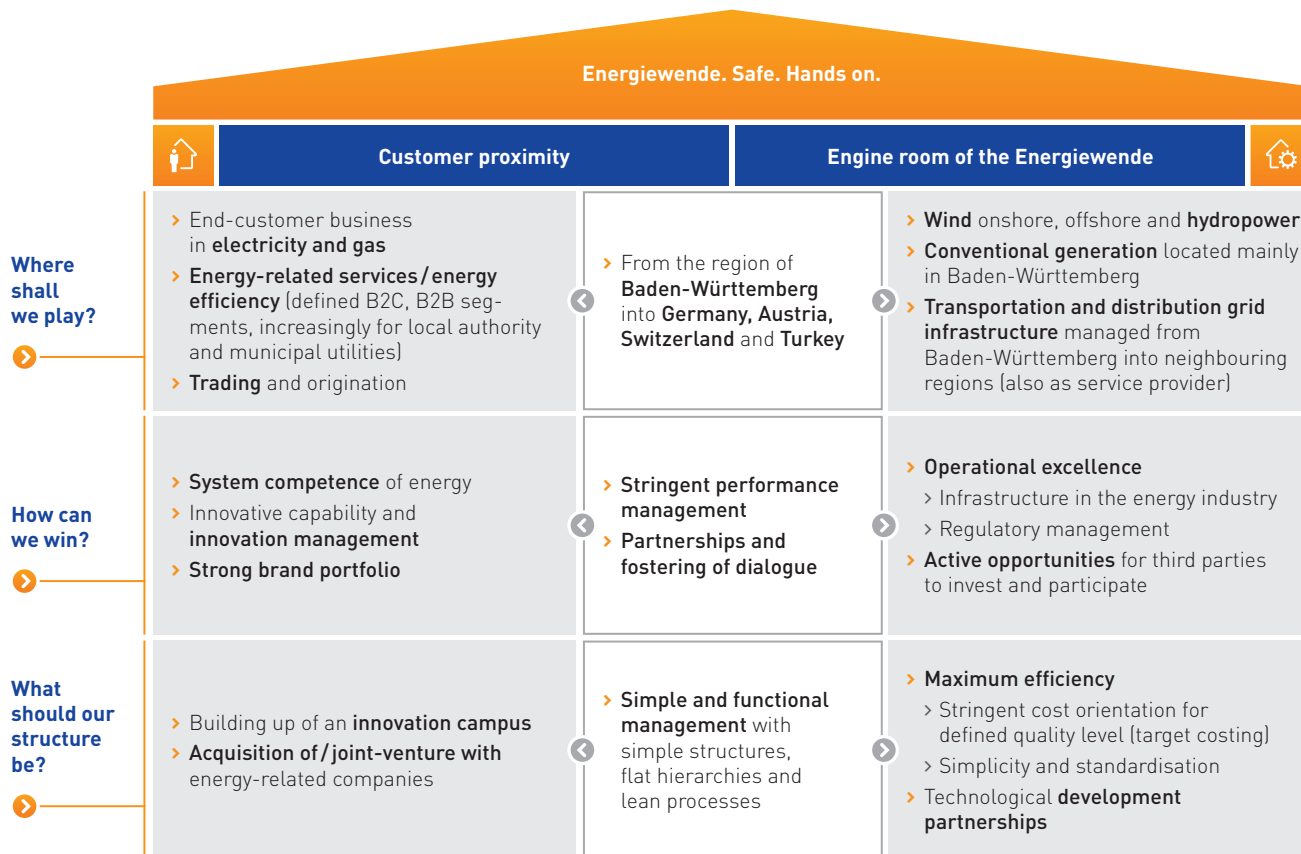 Energiewende. Safe. Hands on.
Customer proximity
Engine room of the Energiewende
Where
shall
we play?
› End-customer business
in electricity and gas
› Energy-related services/energy
efficiency (defined B2C, B2B seg-
ments, increasingly for local authority
and municipal utilities)
› Trading and origination
› From the region of
Baden-Württemberg
into Germany, Austria,
Switzerland and Turkey
› Wind onshore, offshore and hydropower
› Conventional generation located mainly
in Baden-Württemberg
› Transportation and distribution grid
infrastructure managed from
Baden-Württemberg into neighbouring
regions (also as service provider)
How can
we win?
› System competence of energy
› Innovative capability and
innovation management
› Strong brand portfolio
› Stringent performance
management
› Partnerships and
fostering of dialogue
› Operational excellence
› Infrastructure in the energy industry
› Regulatory management
› Active opportunities for third parties
to invest and participate
What
should our
structure
be?
› Building up of an innovation campus
› Acquisition of/joint-venture with
energy-related companies
› Simple and functional
management with
simple structures,
flat hierarchies and
lean processes
› Maximum efficiency
› Stringent cost orientation for
defined quality level (target costing)
› Simplicity and standardisation
› Technological development
partnerships